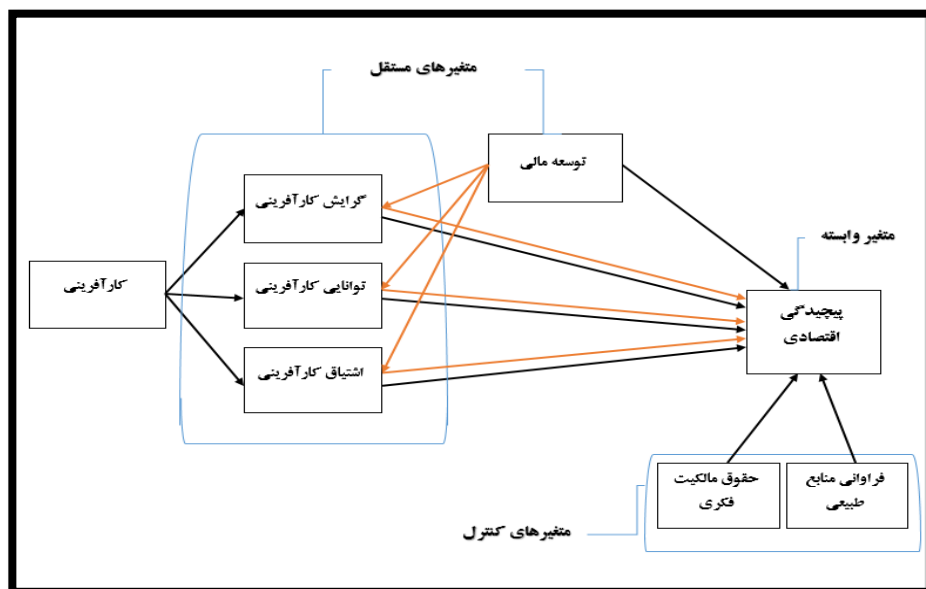 متغیرهای مستقل
توسعه مالی
گرایش کارآفرینی
متغیر وابسته
کارآفرینی
توانایی کارآفرینی
پیچیدگی
اقتصادی
اشتیاق کارآفرینی
حقوق مالکیت
فکری
فراوانی منابع
طبیعی
متغیرهای کنترل